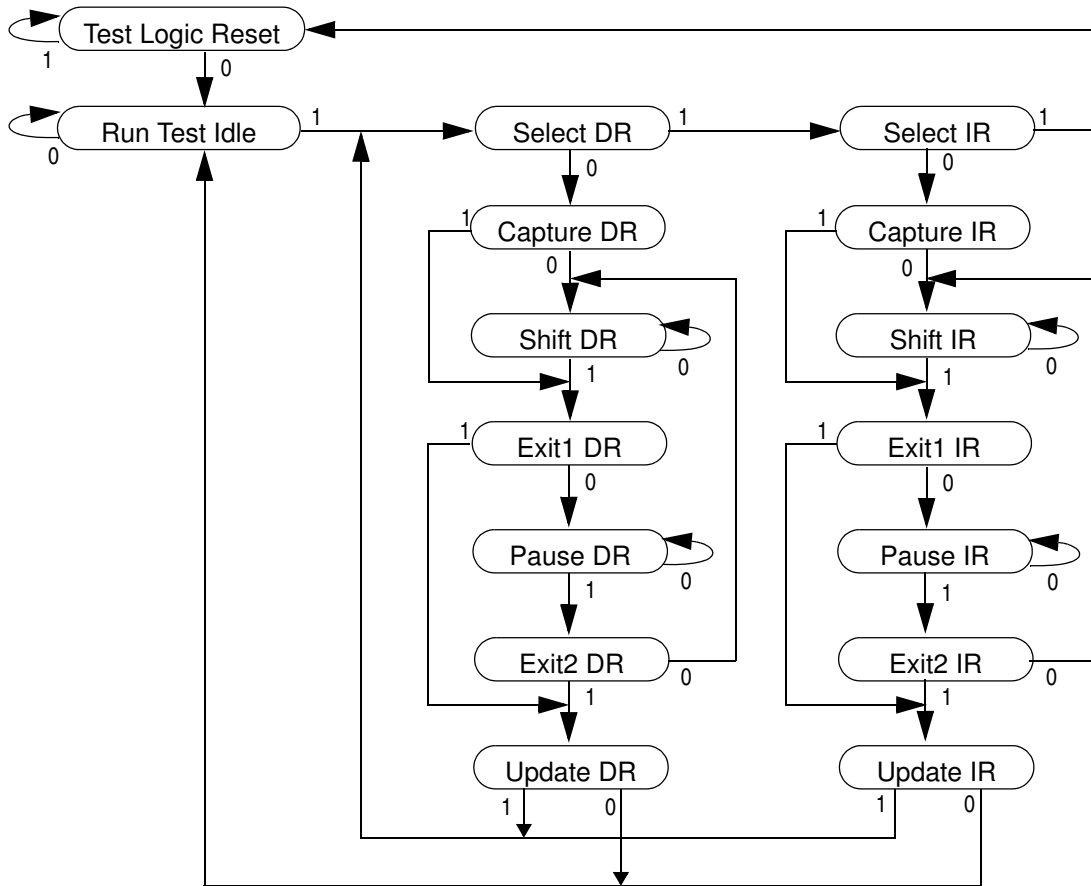 Test Logic Reset
1
0
Run Test Idle
1
0
Select DR
1
0
Select IR
1
0
1
Capture DR
0
1
Capture IR
0
Shift DR
0
1
Shift IR
0
1
1
Exit1 DR
0
1
Exit1 IR
0
Pause DR
0
1
Pause IR
0
1
Exit2 DR
0
1
Exit2 IR
0
1
Update DR
1
0
Update IR
1
0